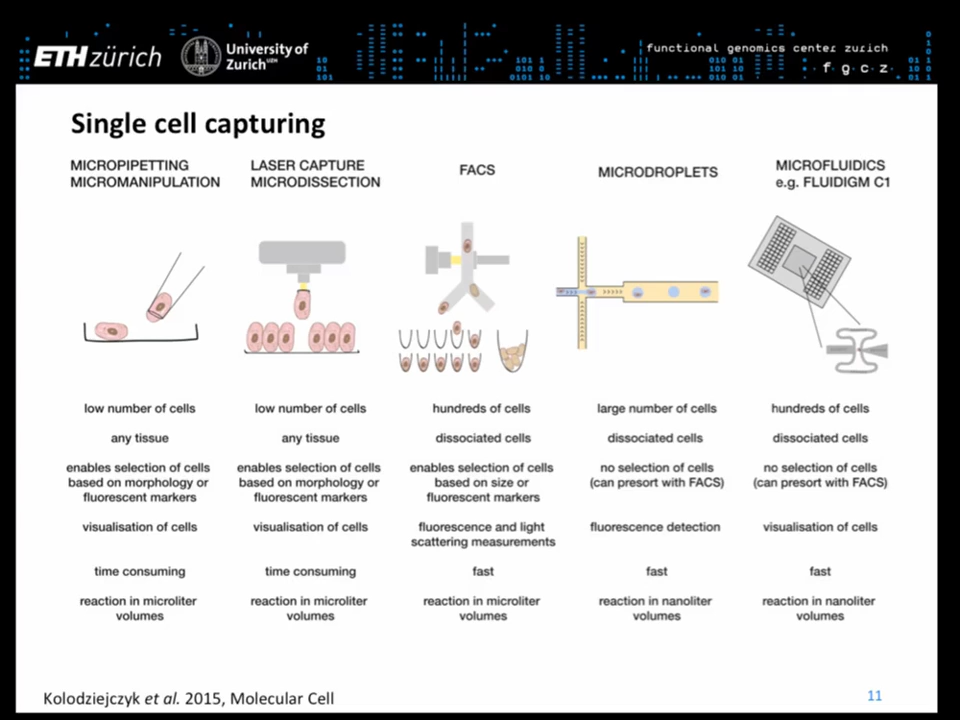 ETH zürich
University of
Zurich UZH
functional genomics center zurich
f g c z
Single cell capturing
MICROPIPETTING
MICROMANIPULATION
LASER CAPTURE
MICRODISSECTION
FACS
MICRODROPLETS
MICROFLUIDICS
e.g. FLUIDIGM C1
low number of cells
low number of cells
hundreds of cells
large number of cells
hundreds of cells
any tissue
any tissue
dissociated cells
dissociated cells
dissociated cells
enables selection of cells
based on morphology or
fluorescent markers
enables selection of cells
based on morphology or
fluorescent markers
enables selection of cells
based on size or
fluorescent markers
no selection of cells
(can presort with FACS)
no selection of cells
(can presort with FACS)
visualisation of cells
visualisation of cells
fluorescence and light
scattering measurements
fluorescence detection
visualisation of cells
time consuming
time consuming
fast
fast
fast
reaction in microliter
volumes
reaction in microliter
volumes
reaction in microliter
volumes
reaction in nanoliter
volumes
reaction in nanoliter
volumes
Kolodziejczyk et al. 2015, Molecular Cell
11